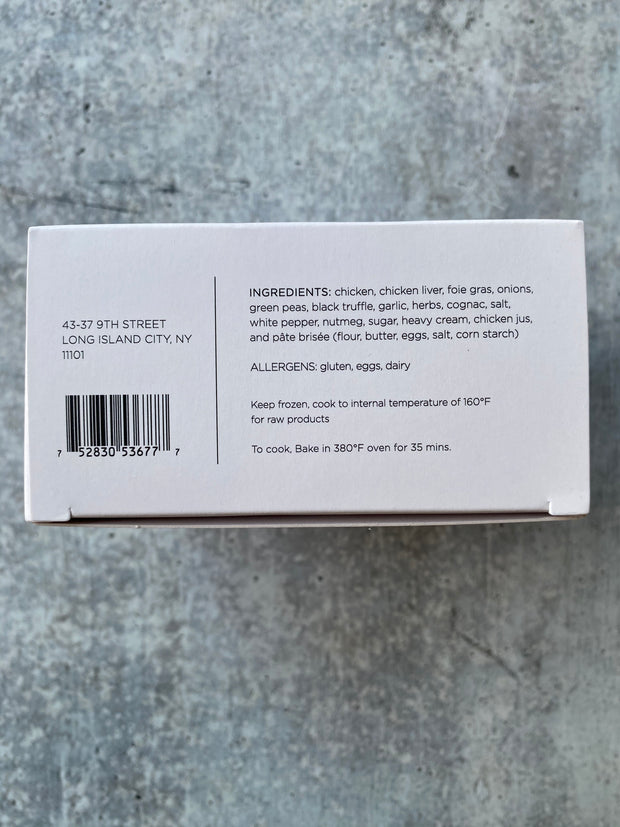 43-37 9TH STREET
LONG ISLAND CITY, NY
11101
7 52830 53677 7
INGREDIENTS: chicken, chicken liver, foie gras, onions,
green peas, black truffle, garlic, herbs, cognac, salt,
white pepper, nutmeg, sugar, heavy cream, chicken jus,
and pâte brisée (flour, butter, eggs, salt, corn starch)
ALLERGENS: gluten, eggs, dairy
Keep frozen, cook to internal temperature of 160°F
for raw products
To cook, Bake in 380°F oven for 35 mins.